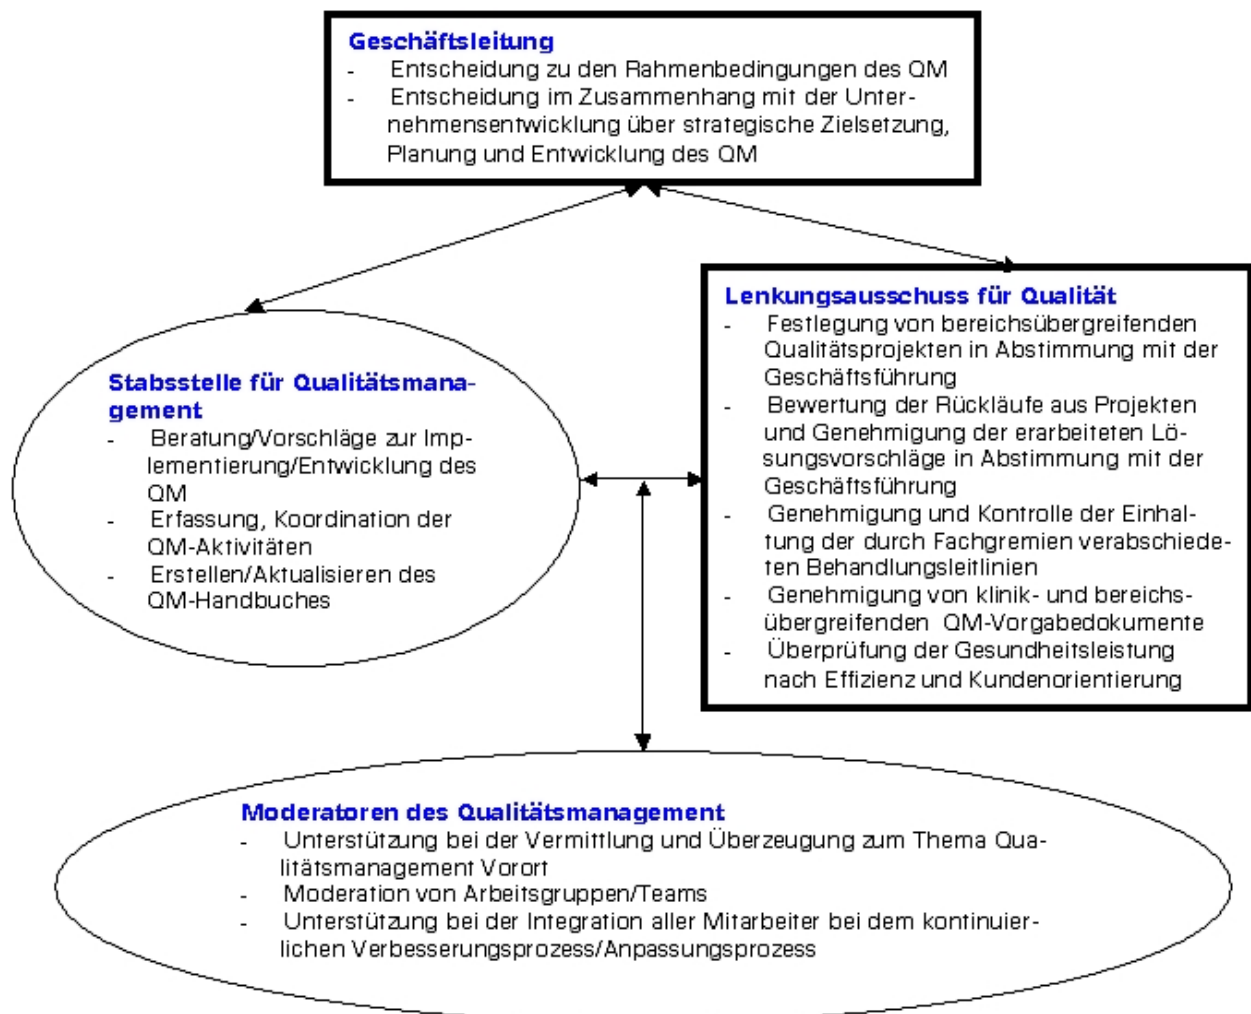 Geschäftsleitung
- Entscheidung zu den Rahmenbedingungen des QM
- Entscheidung im Zusammenhang mit der Unter-
nehmensentwicklung über strategische Zielsetzung,
Planung und Entwicklung des QM
Stabsstelle für Qualitätsmana-
gement
- Beratung/Vorschläge zur Imp-
lementierung/Entwicklung des
QM
- Erfassung, Koordination der
QM-Aktivitäten
- Erstellen/Aktualisieren des
QM-Handbuches
Lenkungsausschuss für Qualität
- Festlegung von bereichsübergreifenden
Qualitätsprojekten in Abstimmung mit der
Geschäftsführung
- Bewertung der Rückläufe aus Projekten
und Genehmigung der erarbeiteten Lö-
sungsvorschläge in Abstimmung mit der
Geschäftsführung
- Genehmigung und Kontrolle der Einhal-
tung der durch Fachgremien verabschiede-
ten Behandlungsleitlinien
- Genehmigung von klinik- und bereichs-
übergreifenden QM-Vorgabedokumente
- Überprüfung der Gesundheitsleistung
nach Effizienz und Kundenorientierung
Moderatoren des Qualitätsmanagement
- Unterstützung bei der Vermittlung und Überzeugung zum Thema Qua-
litätsmanagement Vorort
- Moderation von Arbeitsgruppen/Teams
- Unterstützung bei der Integration aller Mitarbeiter bei dem kontinuier-
lichen Verbesserungsprozess/Anpassungsprozess